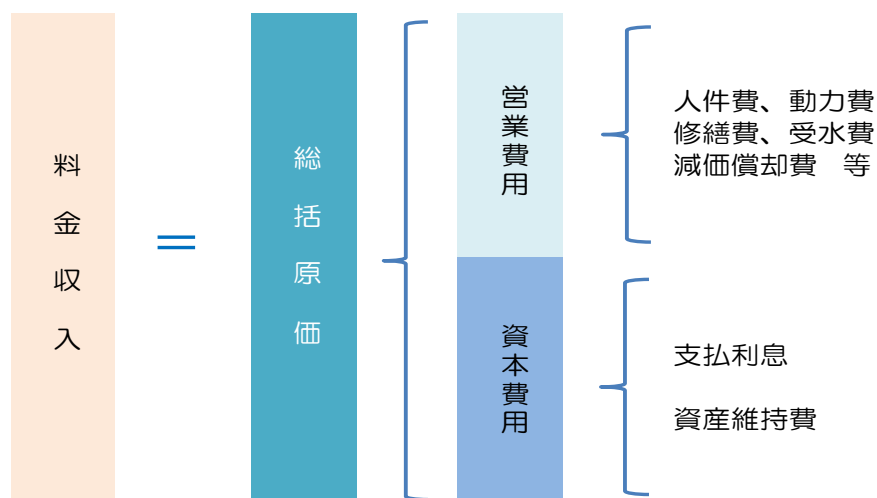 料金収入
＝
総括原価
営業費用
人件費、動力費
修繕費、受水費
減価償却費　等
資本費用
支払利息
資産維持費